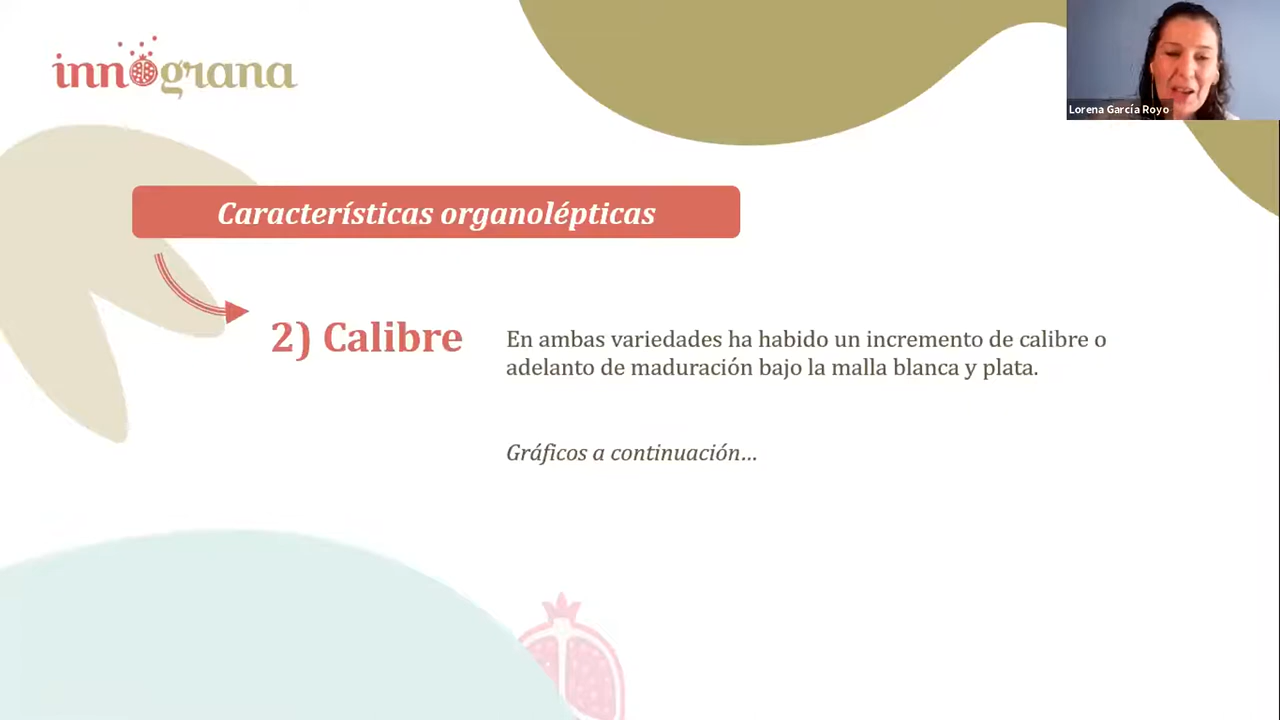 innograna
Lorena García Royo
Características organolépticas
2) Calibre
En ambas variedades ha habido un incremento de calibre o
adelanto de maduración bajo la malla blanca y plata.
Gráficos a continuación...